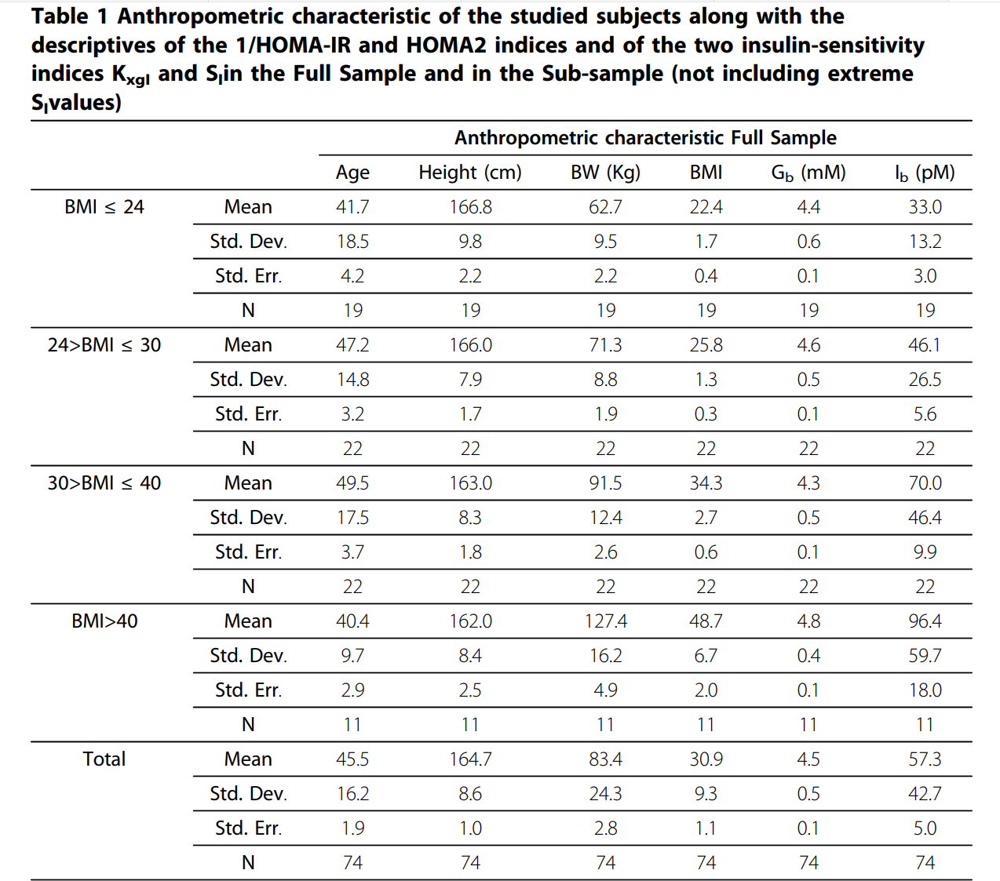 Table 1 Anthropometric characteristic of the studied subjects along with the
descriptives of the 1/HOMA-IR and HOMA2 indices and of the two insulin-sensitivity
indices KxgI and SIin the Full Sample and in the Sub-sample (not including extreme
SIvalues)
Anthropometric characteristic Full Sample
Age Height (cm) BW (Kg) BMI Gb (mM) Ib (pM)
BMI ≤ 24 Mean 41.7 166.8 62.7 22.4 4.4 33.0
Std. Dev. 18.5 9.8 9.5 1.7 0.6 13.2
Std. Err. 4.2 2.2 2.2 0.4 0.1 3.0
N 19 19 19 19 19 19
24>BMI ≤ 30 Mean 47.2 166.0 71.3 25.8 4.6 46.1
Std. Dev. 14.8 7.9 8.8 1.3 0.5 26.5
Std. Err. 3.2 1.7 1.9 0.3 0.1 5.6
N 22 22 22 22 22 22
30>BMI ≤ 40 Mean 49.5 163.0 91.5 34.3 4.3 70.0
Std. Dev. 17.5 8.3 12.4 2.7 0.5 46.4
Std. Err. 3.7 1.8 2.6 0.6 0.1 9.9
N 22 22 22 22 22 22
BMI>40 Mean 40.4 162.0 127.4 48.7 4.8 96.4
Std. Dev. 9.7 8.4 16.2 6.7 0.4 59.7
Std. Err. 2.9 2.5 4.9 2.0 0.1 18.0
N 11 11 11 11 11 11
Total Mean 45.5 164.7 83.4 30.9 4.5 57.3
Std. Dev. 16.2 8.6 24.3 9.3 0.5 42.7
Std. Err. 1.9 1.0 2.8 1.1 0.1 5.0
N 74 74 74 74 74 74